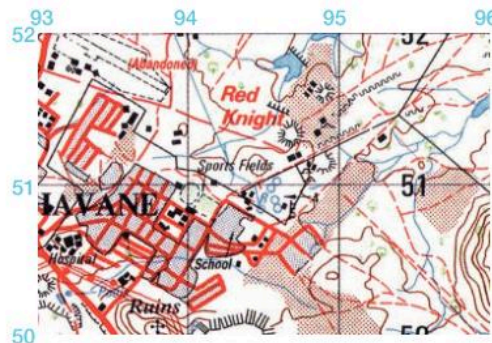 93 94 95 96
52
52
(Abandoned)
Red
Knight
Sports Fields
51
51
HAVANE
Hospital
School
Ruins
50
50